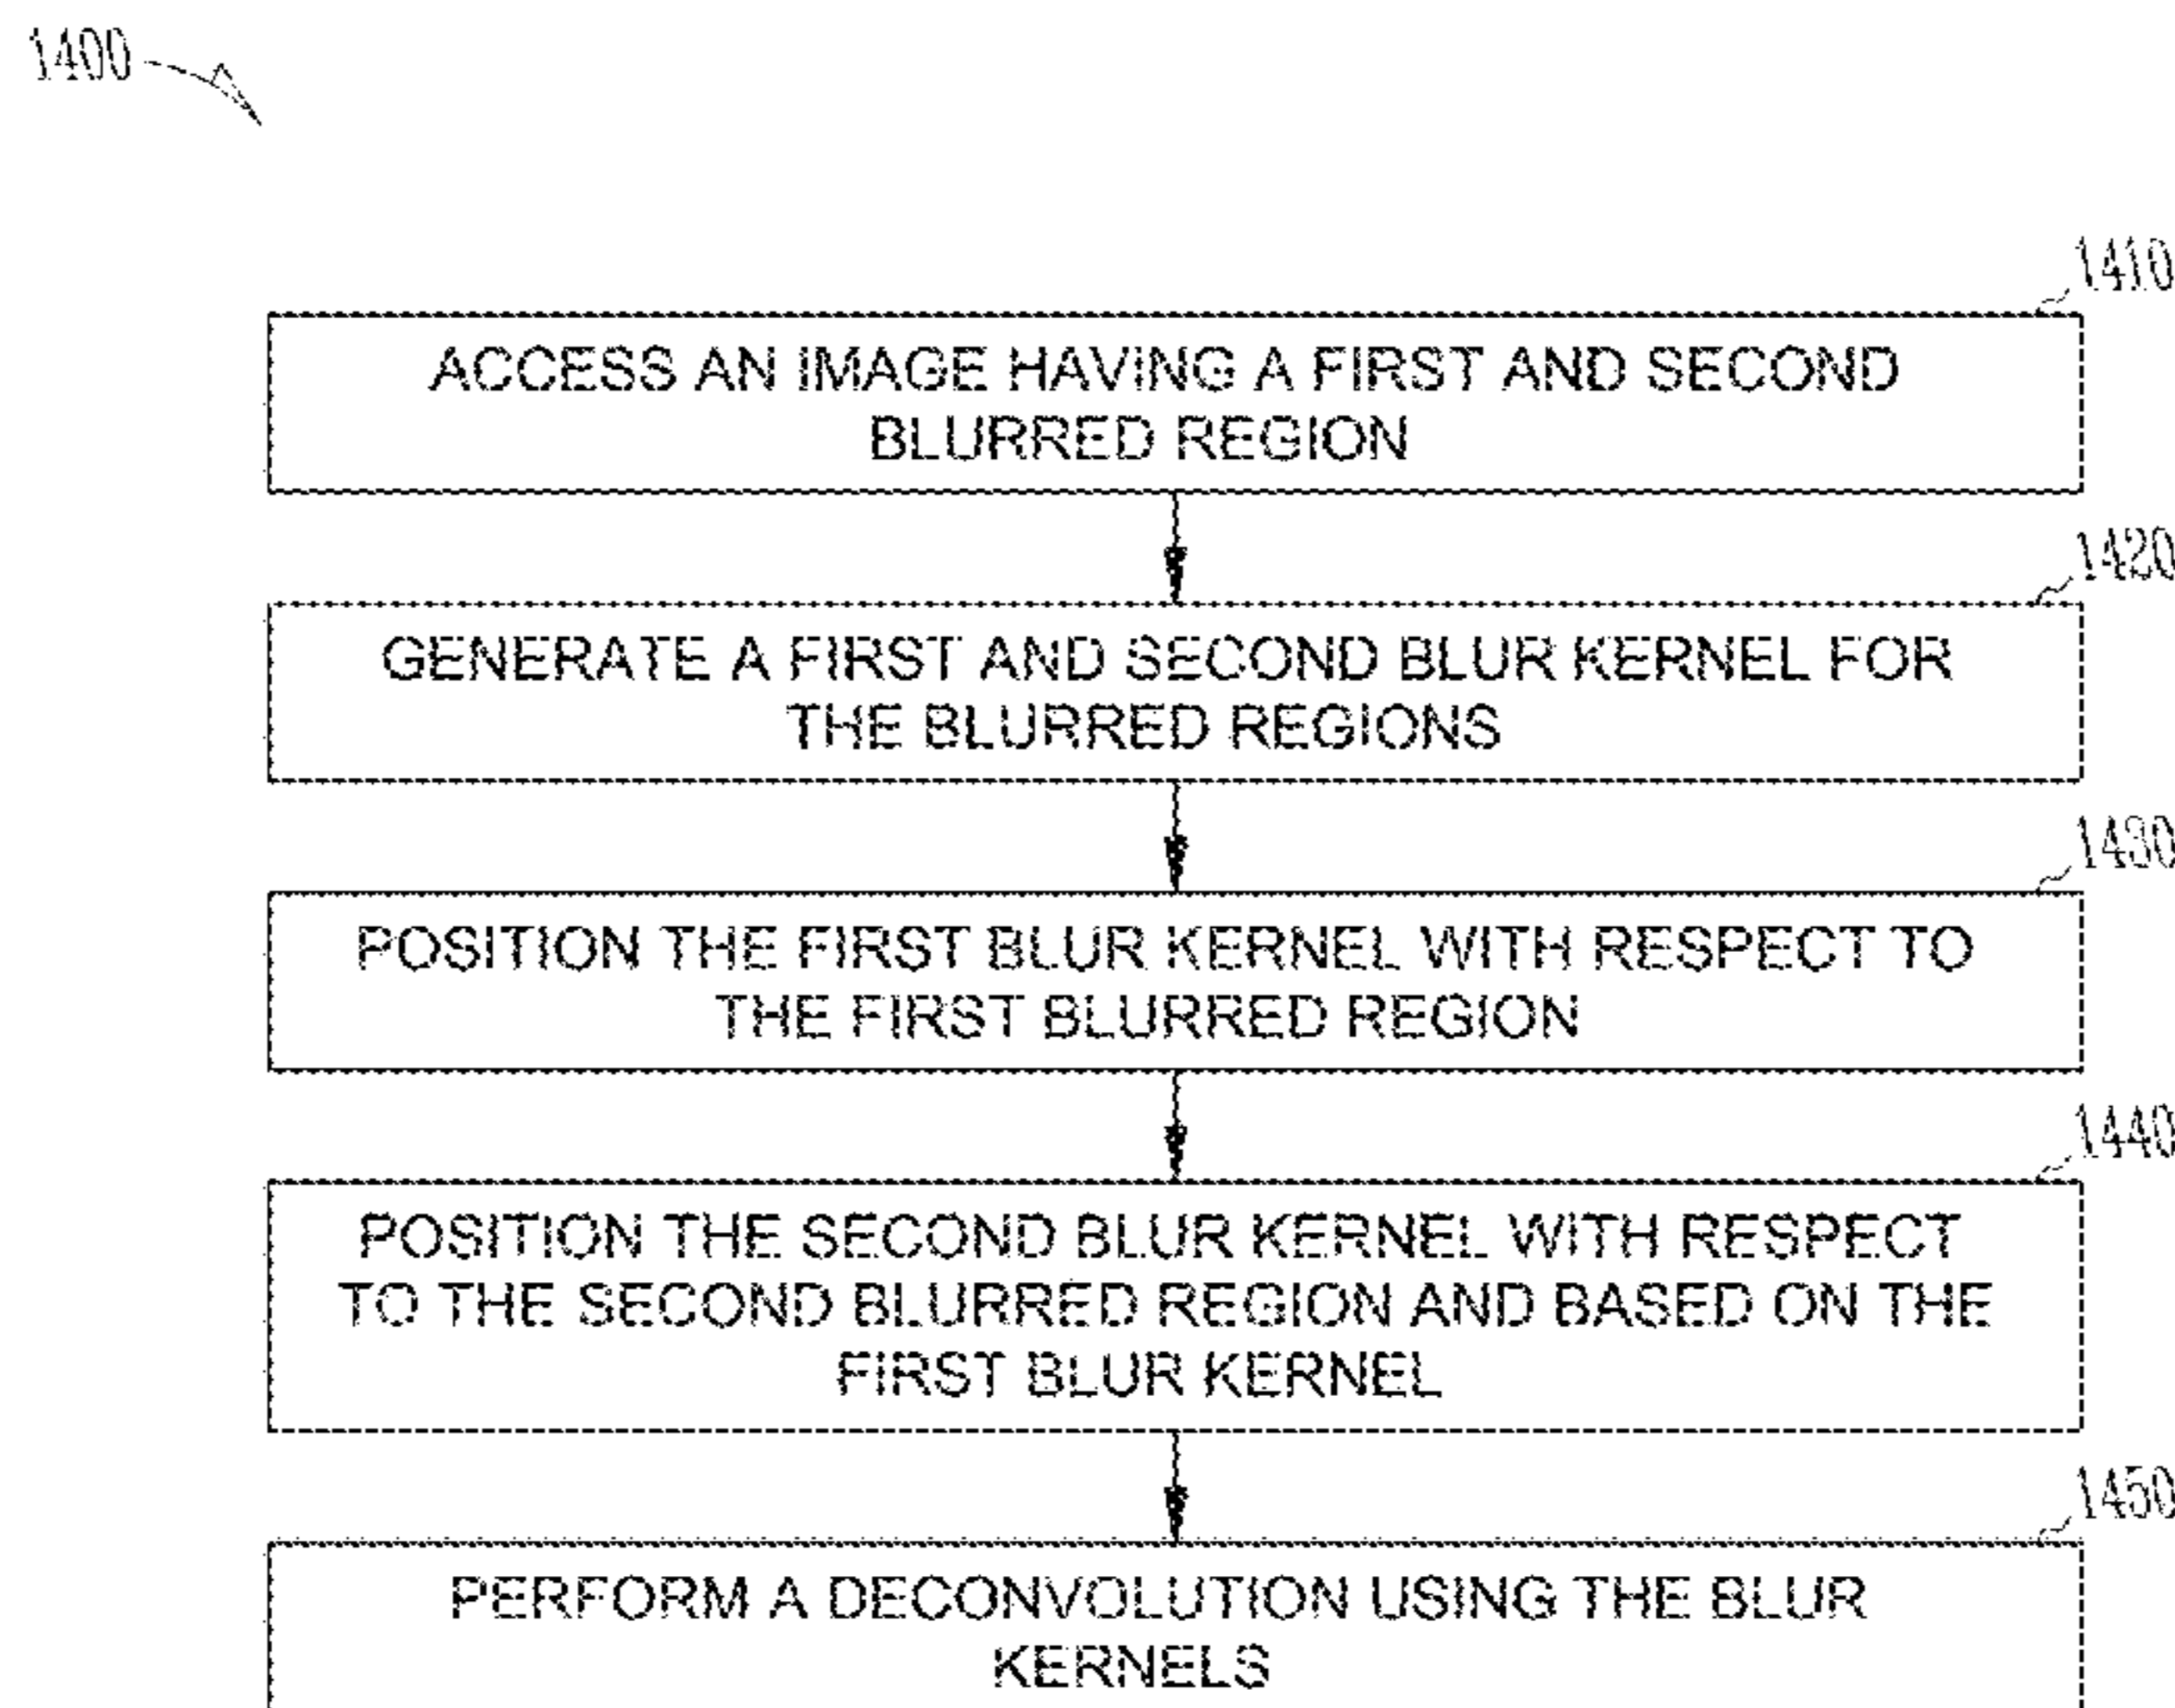 1400
1410
ACCESS AN IMAGE HAVING A FIRST AND SECOND
BLURRED REGION
1420
GENERATE A FIRST AND SECOND BLUR KERNEL FOR
THE BLURRED REGIONS
1430
POSITION THE FIRST BLUR KERNEL WITH RESPECT TO
THE FIRST BLURRED REGION
1440
POSITION THE SECOND BLUR KERNEL WITH RESPECT
TO THE SECOND BLURRED REGION AND BASED ON THE
FIRST BLUR KERNEL
1450
PERFORM A DECONVOLUTION USING THE BLUR
KERNELS